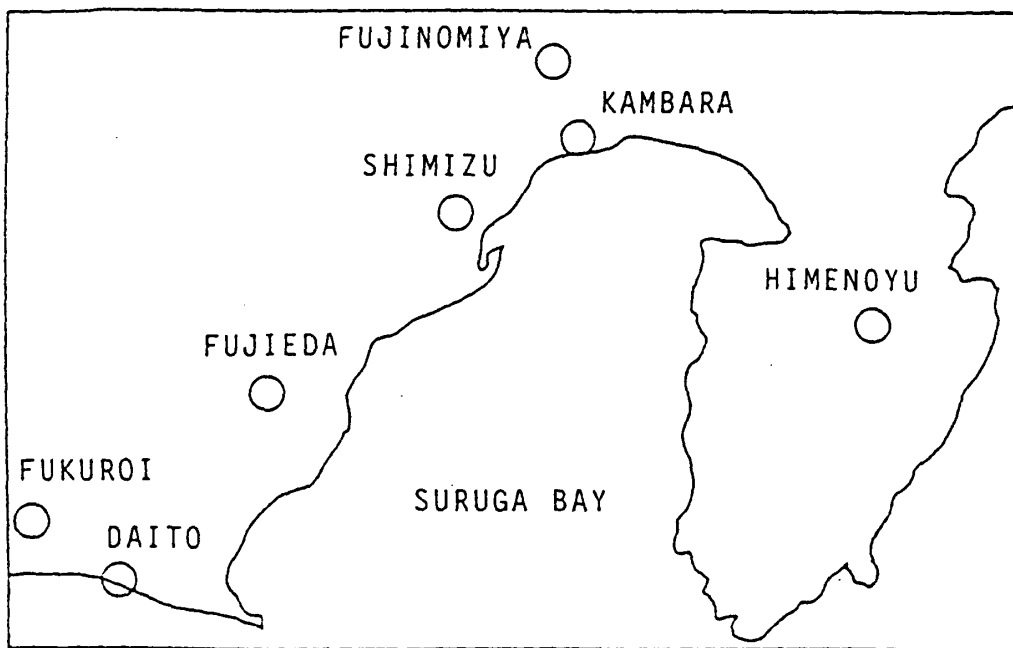 FUJINOMIYA
KAMBARA
SHIMIZU
HIMENOYU
FUJIEDA
FUKUROI
SURUGA BAY
DAITO